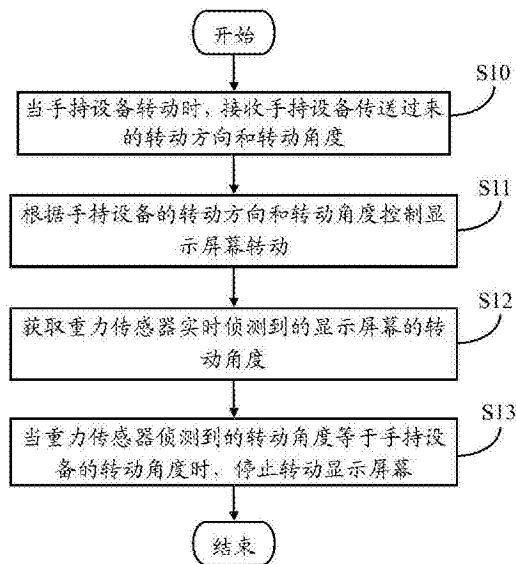 开始
S10
当手持设备转动时，接收手持设备传送过来
的转动方向和转动角度
S11
根据手持设备的转动方向和转动角度控制显
示屏幕转动
S12
获取重力传感器实时侦测到的显示屏幕的转
动角度
S13
当重力传感器侦测到的转动角度等于手持设
备的转动角度时，停止转动显示屏幕
结束